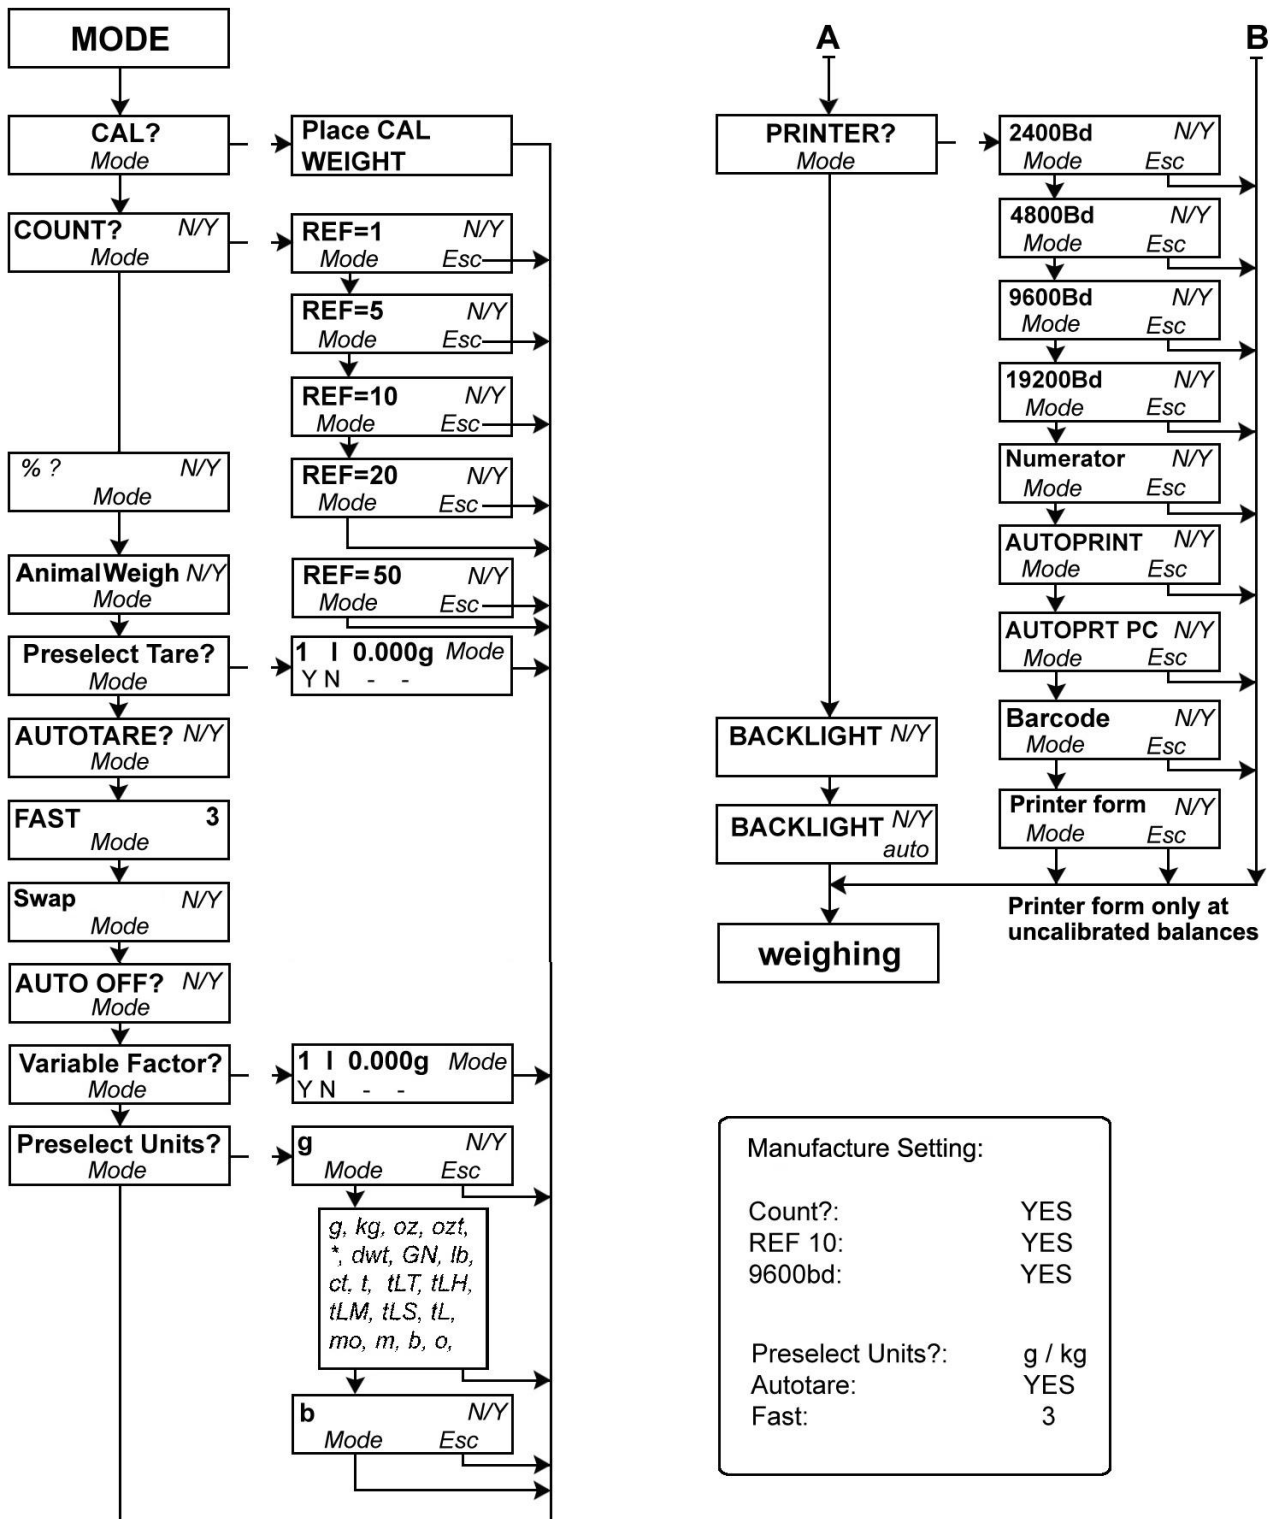 MODE
CAL?
Mode
Place CAL
WEIGHT
COUNT? N/Y
Mode
REF=1 N/Y
Mode Esc
REF=5 N/Y
Mode Esc
REF=10 N/Y
Mode Esc
REF=20 N/Y
Mode Esc
% ? N/Y
Mode
AnimalWeigh N/Y
Mode
REF=50 N/Y
Mode Esc
Preselect Tare?
Mode
1 I 0.000g Mode
Y N - -
AUTOTARE? N/Y
Mode
FAST 3
Mode
Swap N/Y
Mode
AUTO OFF? N/Y
Mode
Variable Factor?
Mode
1 I 0.000g Mode
Y N - -
Preselect Units?
Mode
g N/Y
Mode Esc
g, kg, oz, ozt,
*, dwt, GN, lb,
ct, t, tLT, tLH,
tLM, tLS, tL,
mo, m, b, o,
b N/Y
Mode Esc
A
B
PRINTER?
Mode
2400Bd N/Y
Mode Esc
4800Bd N/Y
Mode Esc
9600Bd N/Y
Mode Esc
19200Bd N/Y
Mode Esc
Numerator N/Y
Mode Esc
AUTOPRINT N/Y
Mode Esc
AUTOPRT PC N/Y
Mode Esc
Barcode N/Y
Mode Esc
Printer form N/Y
Mode Esc
BACKLIGHT N/Y
BACKLIGHT N/Y
auto
Printer form only at
uncalibrated balances
weighing
Manufacture Setting:
Count?: YES
REF 10: YES
9600bd: YES
Preselect Units?: g / kg
Autotare: YES
Fast: 3